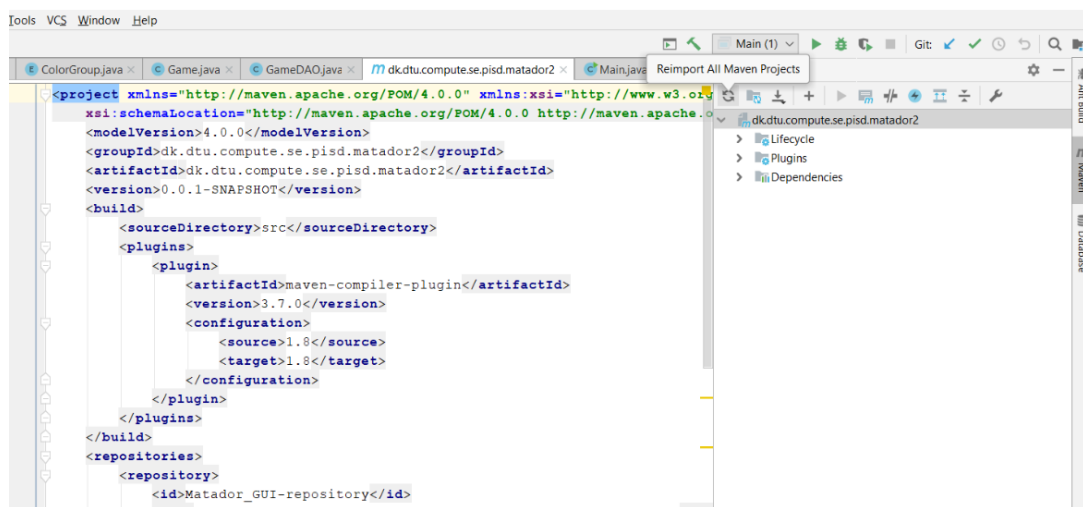 Tools VCS Window Help
Main (1)
Git:
ColorGroup.java
Game.java
GameDAO.java
m dk.dtu.compute.se.pisd.matador2
Main.java
Reimport All Maven Projects
<project xmlns="http://maven.apache.org/POM/4.0.0" xmlns:xsi="http://www.w3.org
xsi:schemaLocation="http://maven.apache.org/POM/4.0.0 http://maven.apache.o
<modelVersion>4.0.0</modelVersion>
<groupId>dk.dtu.compute.se.pisd.matador2</groupId>
<artifactId>dk.dtu.compute.se.pisd.matador2</artifactId>
<version>0.0.1-SNAPSHOT</version>
<build>
<sourceDirectory>src</sourceDirectory>
<plugins>
<plugin>
<artifactId>maven-compiler-plugin</artifactId>
<version>3.7.0</version>
<configuration>
<source>1.8</source>
<target>1.8</target>
</configuration>
</plugin>
</plugins>
</build>
<repositories>
<repository>
<id>Matador_GUI-repository</id>
dk.dtu.compute.se.pisd.matador2
Lifecycle
Plugins
Dependencies
Ant Build
Maven
Database